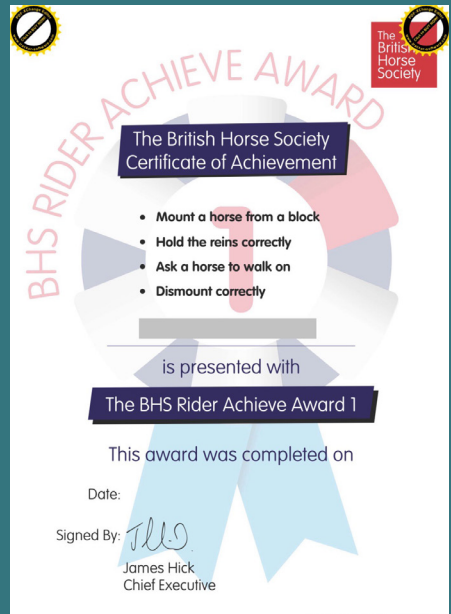 The
British
Horse
Society
BHS RIDER ACHIEVE AWARD
The British Horse Society
Certificate of Achievement
1
• Mount a horse from a block
• Hold the reins correctly
• Ask a horse to walk on
• Dismount correctly
is presented with
The BHS Rider Achieve Award 1
This award was completed on
Date:
Signed By:
James Hick
Chief Executive